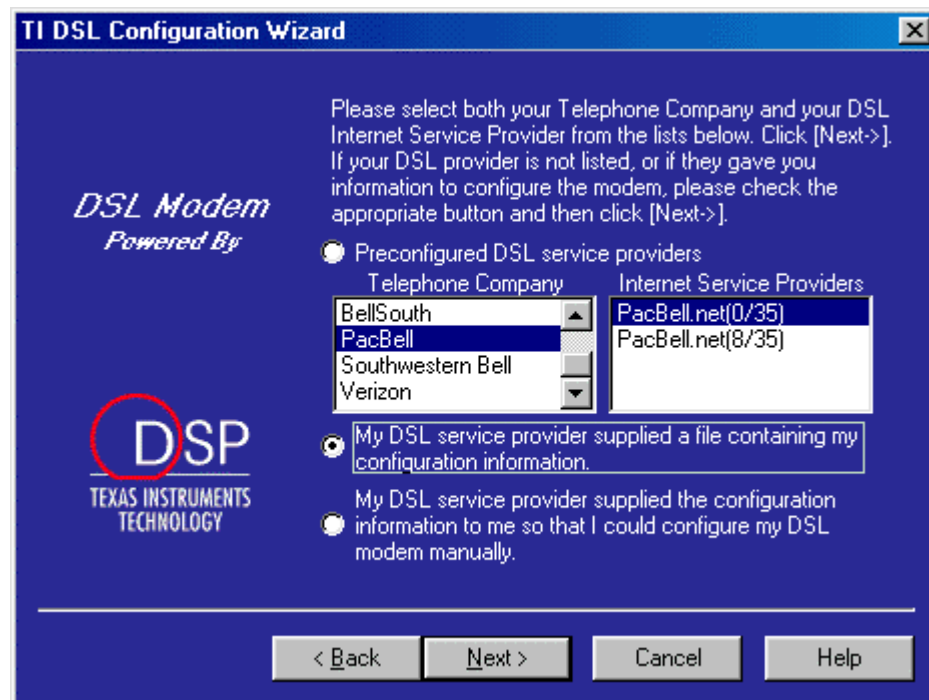 TI DSL Configuration Wizard
Please select both your Telephone Company and your DSL
Internet Service Provider from the lists below. Click [Next->].
If your DSL provider is not listed, or if they gave you
information to configure the modem, please check the
appropriate button and then click [Next->].
DSL Modem
Powered By
Preconfigured DSL service providers
Telephone Company
Internet Service Providers
BellSouth
PacBell
Southwestern Bell
Verizon
PacBell.net(0/35)
PacBell.net(8/35)
My DSL service provider supplied a file containing my
configuration information.
My DSL service provider supplied the configuration
information to me so that I could configure my DSL
modem manually.
DSP
TEXAS INSTRUMENTS
TECHNOLOGY
< Back
Next >
Cancel
Help